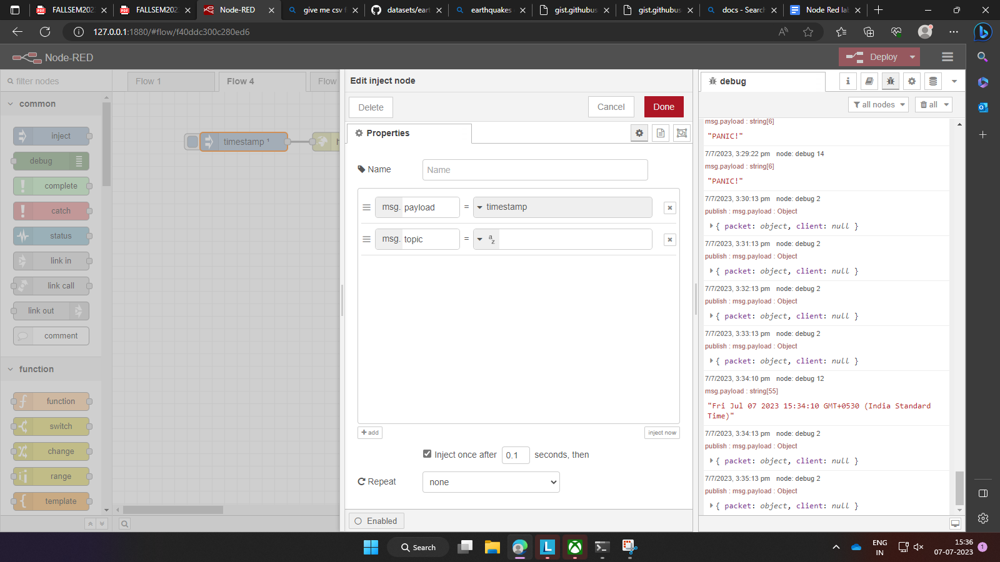 FALLSEM202
FALLSEM202
Node-RED
give me csv f
datasets/eart
earthquakes
gist.githubus
gist.githubus
docs - Search
Node Red lab
127.0.0.1:1880/#flow/f40ddc300c280ed6
Node-RED
Deploy
filter nodes
Flow 1
Flow 4
Flow
common
inject
debug
complete
catch
status
link in
link call
link out
comment
function
function
switch
change
range
template
timestamp ¹
h
Edit inject node
Delete
Cancel
Done
Properties
Name
Name
msg. payload = timestamp
msg. topic = a z
add
inject now
Inject once after 0.1 seconds, then
Repeat
none
Enabled
debug
all nodes
all
msg.payload : string[6]
"PANIC!"
7/7/2023, 3:29:22 pm node: debug 14
msg.payload : string[6]
"PANIC!"
7/7/2023, 3:30:13 pm node: debug 2
publish : msg.payload : Object
{ packet: object, client: null }
7/7/2023, 3:31:13 pm node: debug 2
publish : msg.payload : Object
{ packet: object, client: null }
7/7/2023, 3:32:13 pm node: debug 2
publish : msg.payload : Object
{ packet: object, client: null }
7/7/2023, 3:33:13 pm node: debug 2
publish : msg.payload : Object
{ packet: object, client: null }
7/7/2023, 3:34:10 pm node: debug 12
msg.payload : string[55]
"Fri Jul 07 2023 15:34:10 GMT+0530 (India Standard
Time)"
7/7/2023, 3:34:13 pm node: debug 2
publish : msg.payload : Object
{ packet: object, client: null }
7/7/2023, 3:35:13 pm node: debug 2
publish : msg.payload : Object
{ packet: object, client: null }
Search
ENG
IN
15:36
07-07-2023
1